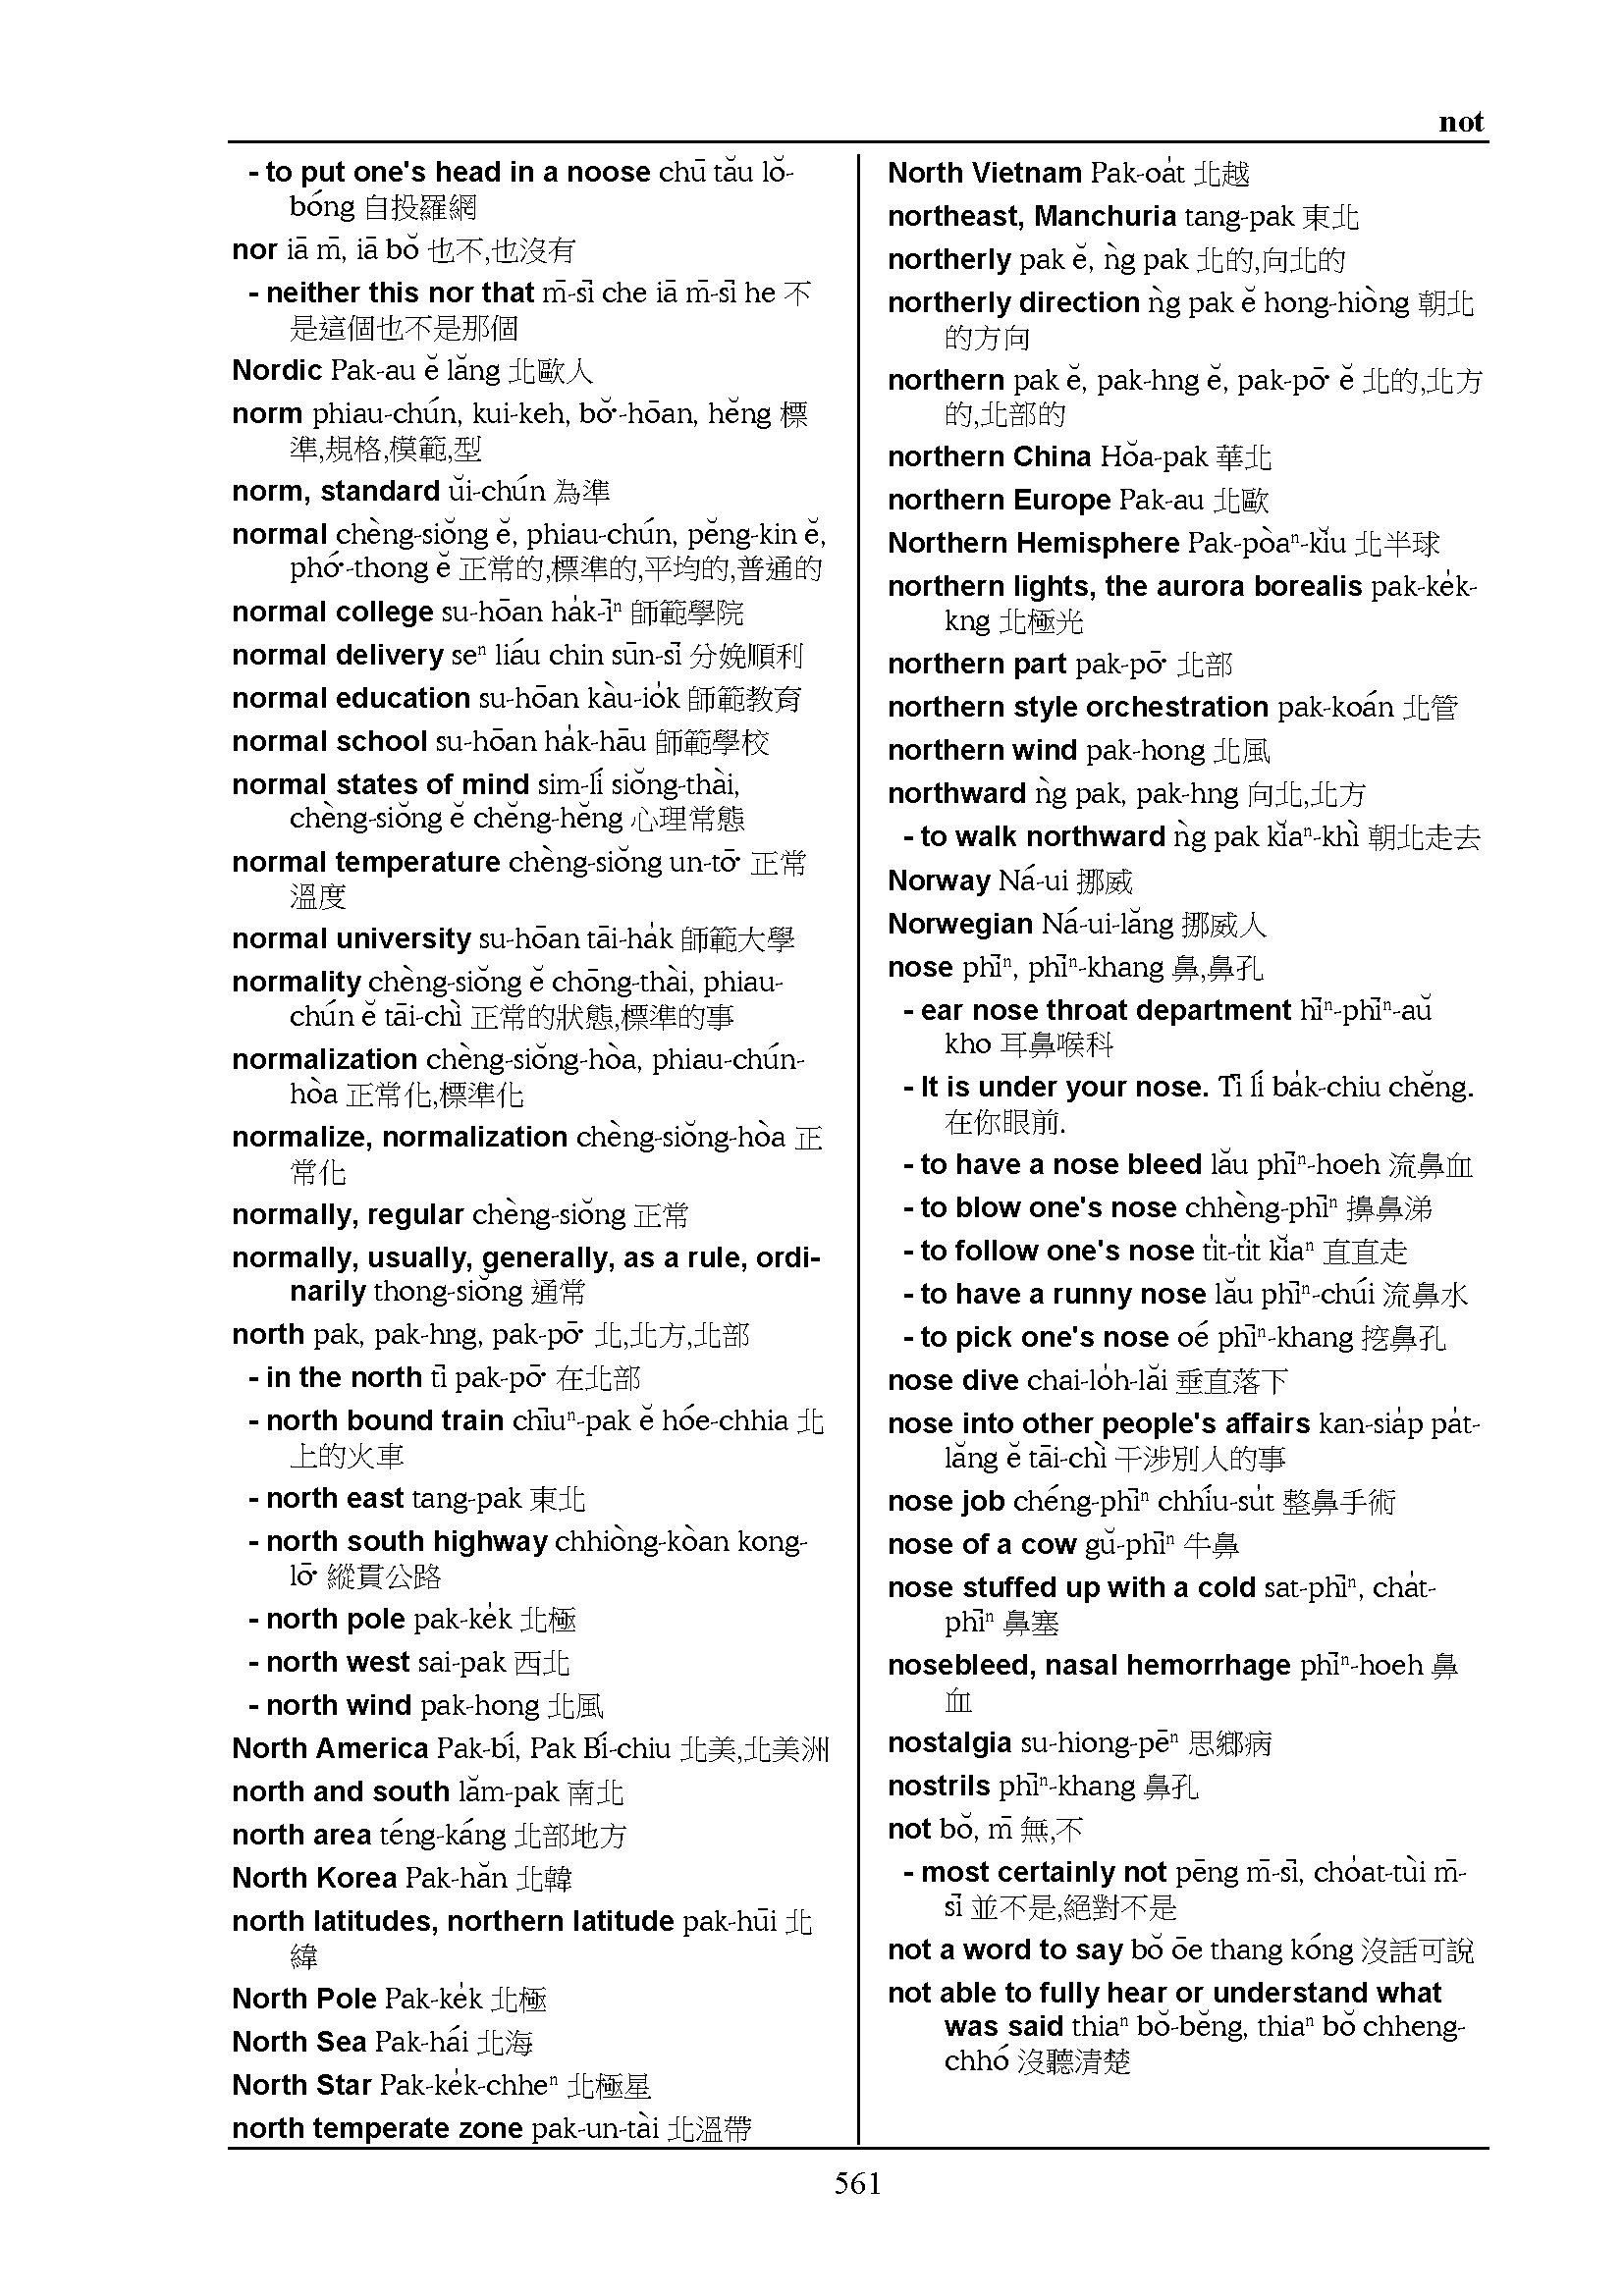 not
- to put one's head in a noose chū tău lŏ-
bóng 自投羅網
nor iā m̄, iā bŏ 也不,也沒有
- neither this nor that m̄-sī che iā m̄-sī he 不
是這個也不是那個
Nordic Pak-au ĕ lăng 北歐人
norm phiau-chún, kui-keh, bŏ͘-hōan, hĕng 標
準,規格,模範,型
norm, standard ŭi-chún 為準
normal chèng-siŏng ĕ, phiau-chún, pĕng-kin ĕ,
phó͘-thong ĕ 正常的,標準的,平均的,普通的
normal college su-hōan ha̍k-īⁿ 師範學院
normal delivery seⁿ liáu chin sūn-sī 分娩順利
normal education su-hōan kàu-io̍k 師範教育
normal school su-hōan ha̍k-hāu 師範學校
normal states of mind sim-lí siŏng-thài,
chèng-siŏng ĕ chĕng-hĕng 心理常態
normal temperature chèng-siŏng un-tō͘ 正常
溫度
normal university su-hōan tāi-ha̍k 師範大學
normality chèng-siŏng ĕ chōng-thài, phiau-
chún ĕ tāi-chì 正常的狀態,標準的事
normalization chèng-siŏng-hòa, phiau-chún-
hòa 正常化,標準化
normalize, normalization chèng-siŏng-hòa 正
常化
normally, regular chèng-siŏng 正常
normally, usually, generally, as a rule, ordi-
narily thong-siŏng 通常
north pak, pak-hng, pak-pō͘ 北,北方,北部
- in the north tī pak-pō͘ 在北部
- north bound train chīuⁿ-pak ĕ hóe-chhia 北
上的火車
- north east tang-pak 東北
- north south highway chhiòng-kòan kong-
lō͘ 縱貫公路
- north pole pak-ke̍k 北極
- north west sai-pak 西北
- north wind pak-hong 北風
North America Pak-bí, Pak Bí-chiu 北美,北美洲
north and south lăm-pak 南北
north area téng-káng 北部地方
North Korea Pak-hăn 北韓
north latitudes, northern latitude pak-hūi 北
緯
North Pole Pak-ke̍k 北極
North Sea Pak-hái 北海
North Star Pak-ke̍k-chheⁿ 北極星
north temperate zone pak-un-tài 北溫帶
North Vietnam Pak-oa̍t 北越
northeast, Manchuria tang-pak 東北
northerly pak ĕ, ǹg pak 北的,向北的
northerly direction ǹg pak ĕ hong-hiòng 朝北
的方向
northern pak ĕ, pak-hng ĕ, pak-pō͘ ĕ 北的,北方
的,北部的
northern China Hŏa-pak 華北
northern Europe Pak-au 北歐
Northern Hemisphere Pak-pòaⁿ-kĭu 北半球
northern lights, the aurora borealis pak-ke̍k-
kng 北極光
northern part pak-pō͘ 北部
northern style orchestration pak-koán 北管
northern wind pak-hong 北風
northward ǹg pak, pak-hng 向北,北方
- to walk northward ǹg pak kĭaⁿ-khì 朝北走去
Norway Ná-ui 挪威
Norwegian Ná-ui-lăng 挪威人
nose phīⁿ, phīⁿ-khang 鼻,鼻孔
- ear nose throat department hīⁿ-phīⁿ-aŭ
kho 耳鼻喉科
- It is under your nose. Tī lí ba̍k-chiu chĕng.
在你眼前.
- to have a nose bleed lău phīⁿ-hoeh 流鼻血
- to blow one's nose chhèng-phīⁿ 擤鼻涕
- to follow one's nose ti̍t-ti̍t kĭaⁿ 直直走
- to have a runny nose lău phīⁿ-chúi 流鼻水
- to pick one's nose oé phīⁿ-khang 挖鼻孔
nose dive chai-lo̍h-lăi 垂直落下
nose into other people's affairs kan-sia̍p pa̍t-
lăng ĕ tāi-chì 干涉別人的事
nose job chéng-phīⁿ chhíu-su̍t 整鼻手術
nose of a cow gŭ-phīⁿ 牛鼻
nose stuffed up with a cold sat-phīⁿ, cha̍t-
phīⁿ 鼻塞
nosebleed, nasal hemorrhage phīⁿ-hoeh 鼻
血
nostalgia su-hiong-pēⁿ 思鄉病
nostrils phīⁿ-khang 鼻孔
not bŏ, m̄ 無,不
- most certainly not pēng m̄-sī, cho̍at-tùi m̄-
sī 並不是,絕對不是
not a word to say bŏ ōe thang kóng 沒話可說
not able to fully hear or understand what
was said thiaⁿ bŏ-bĕng, thiaⁿ bŏ chheng-
chhó 沒聽清楚
561